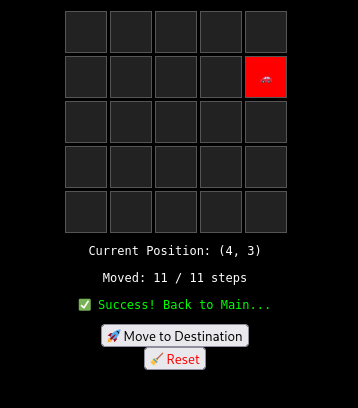 Current Position: (4, 3)
Moved: 11 / 11 steps
✅ Success! Back to Main...
🚀 Move to Destination
🧹 Reset